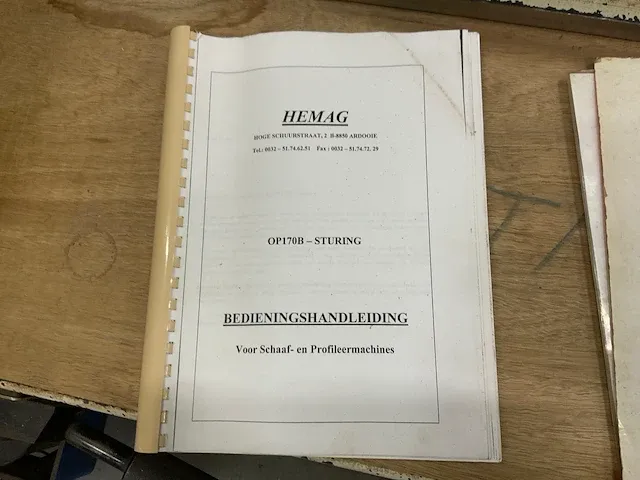 HEMAG
HOGE SCHUURSTRAAT, 2 B-8850 ARDOOIE
Tel.: 0032 – 51.74.62.51 Fax : 0032 – 51.74.72. 29
OP170B – STURING
BEDIENINGSHANDLEIDING
Voor Schaaf- en Profileermachines